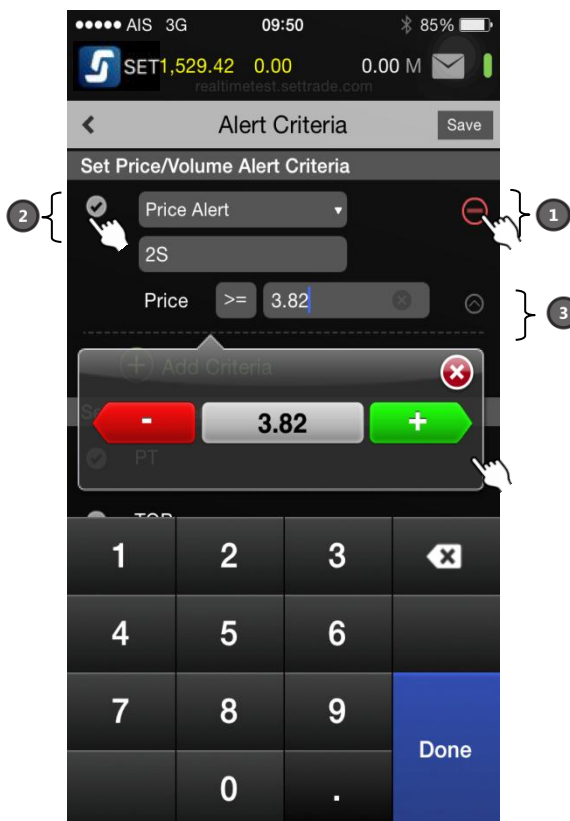 AIS 3G 09:50 85%
SET1,529.42 0.00 0.00 M
realtimetest.settrade.com
Alert Criteria Save
Set Price/Volume Alert Criteria
2 Price Alert 1
2S
Price >= 3.82 3
Add Criteria
- 3.82 +
PT
TOP
1 2 3
4 5 6
7 8 9
Done
0 .